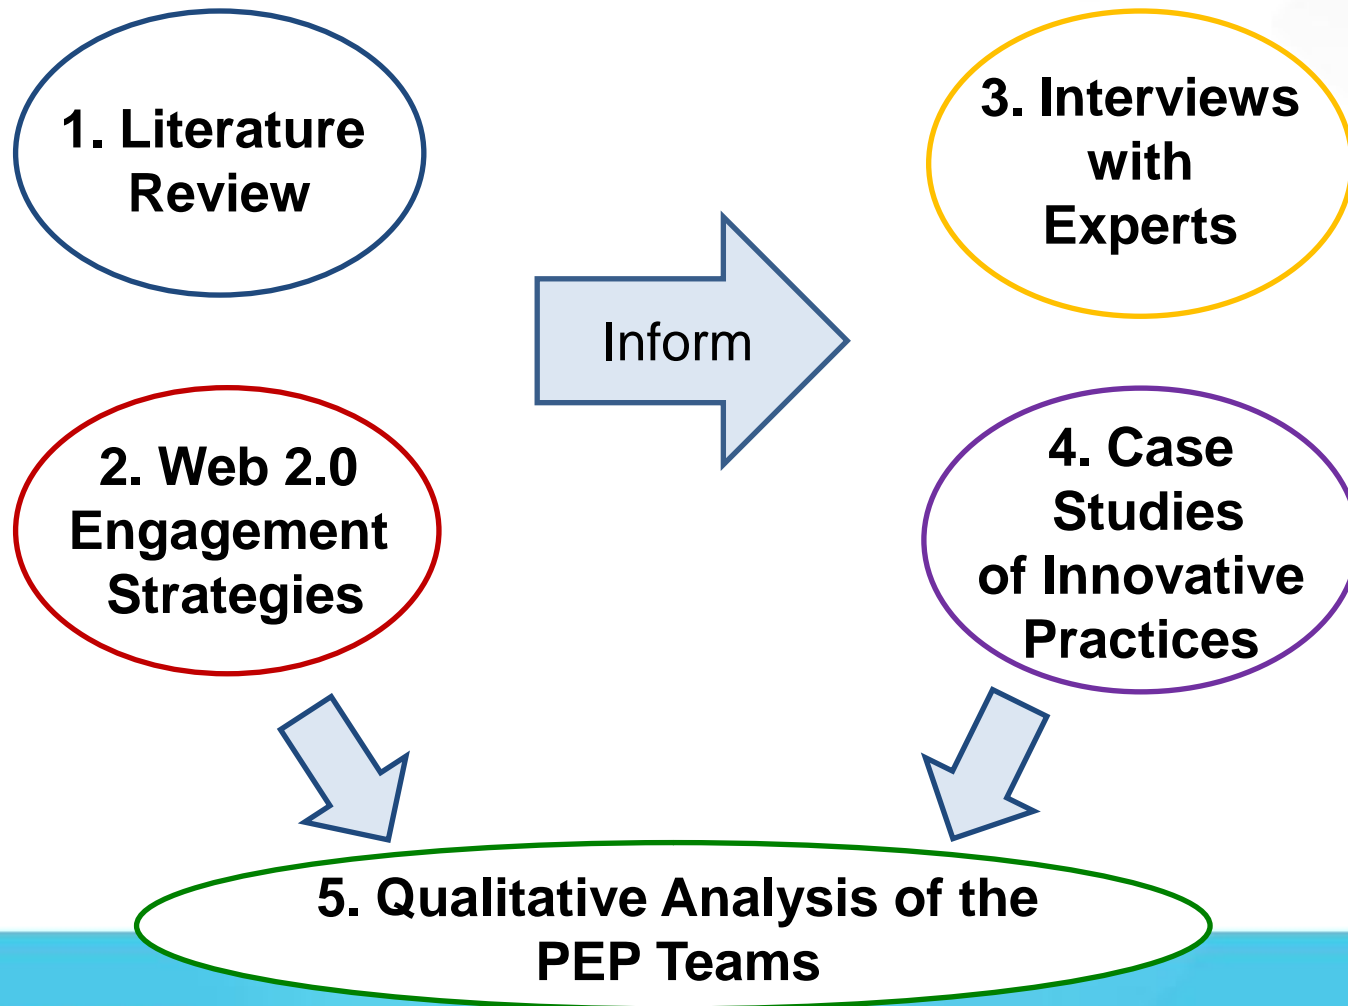 1. Literature
Review
2. Web 2.0
Engagement
Strategies
Inform
3. Interviews
with
Experts
4. Case
Studies
of Innovative
Practices
5. Qualitative Analysis of the
PEP Teams